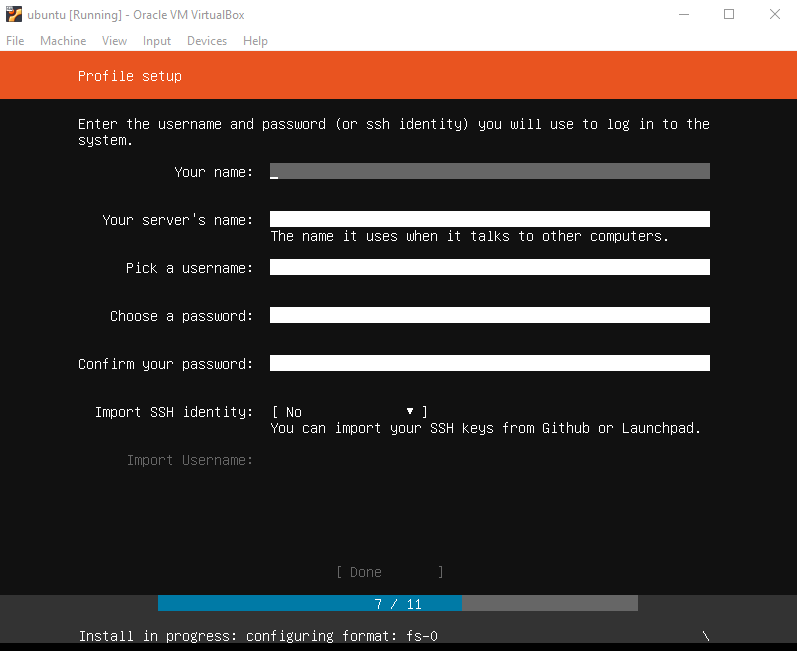 ubuntu [Running] - Oracle VM VirtualBox
File Machine View Input Devices Help
Profile setup
Enter the username and password (or ssh identity) you will use to log in to the
system.
Your name:
Your server's name:
The name it uses when it talks to other computers.
Pick a username:
Choose a password:
Confirm your password:
Import SSH identity: [ No ▼ ]
You can import your SSH keys from Github or Launchpad.
Import Username:
[ Done ]
7 / 11
Install in progress: configuring format: fs-0 \